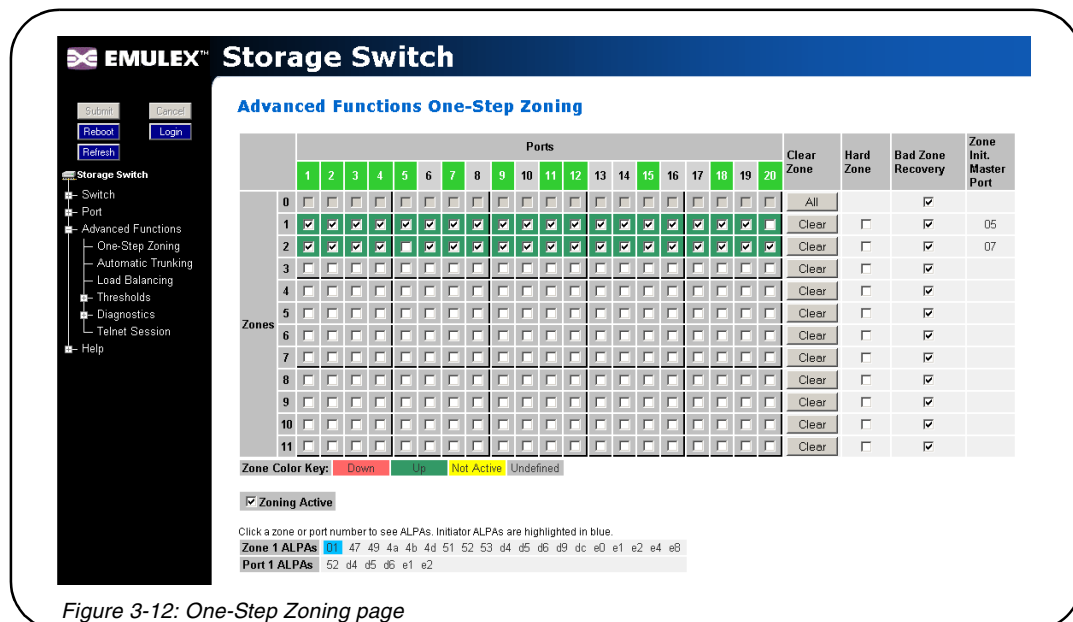 EMULEX™ Storage Switch
Submit Cancel
Reboot Login
Refresh
Storage Switch
Switch
Port
Advanced Functions
One-Step Zoning
Automatic Trunking
Load Balancing
Thresholds
Diagnostics
Telnet Session
Help
Advanced Functions One-Step Zoning
Ports
Clear Zone
Hard Zone
Bad Zone Recovery
Zone Init. Master Port
1 2 3 4 5 6 7 8 9 10 11 12 13 14 15 16 17 18 19 20
Zones
0 All
1 Clear 05
2 Clear 07
3 Clear
4 Clear
5 Clear
6 Clear
7 Clear
8 Clear
9 Clear
10 Clear
11 Clear
Zone Color Key: Down Up Not Active Undefined
Zoning Active
Click a zone or port number to see ALPAs. Initiator ALPAs are highlighted in blue.
Zone 1 ALPAs 01 47 49 4a 4b 4d 51 52 53 d4 d5 d6 d9 dc e0 e1 e2 e4 e8
Port 1 ALPAs 52 d4 d5 d6 e1 e2
Figure 3-12: One-Step Zoning page